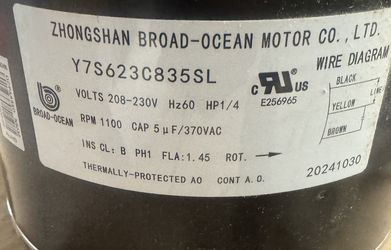 ZHONGSHAN BROAD-OCEAN MOTOR CO., LTD.
Y7S623C835SL
C US
E256965
WIRE DIAGRAM
BLACK
YELLOW
LINE
BROWN
BROAD-OCEAN
VOLTS 208-230V Hz60 HP1/4
RPM 1100 CAP 5μF/370VAC
INS CL: B PH1 FLA: 1.45 ROT. →
THERMALLY-PROTECTED AO CONT A.O.
20241030